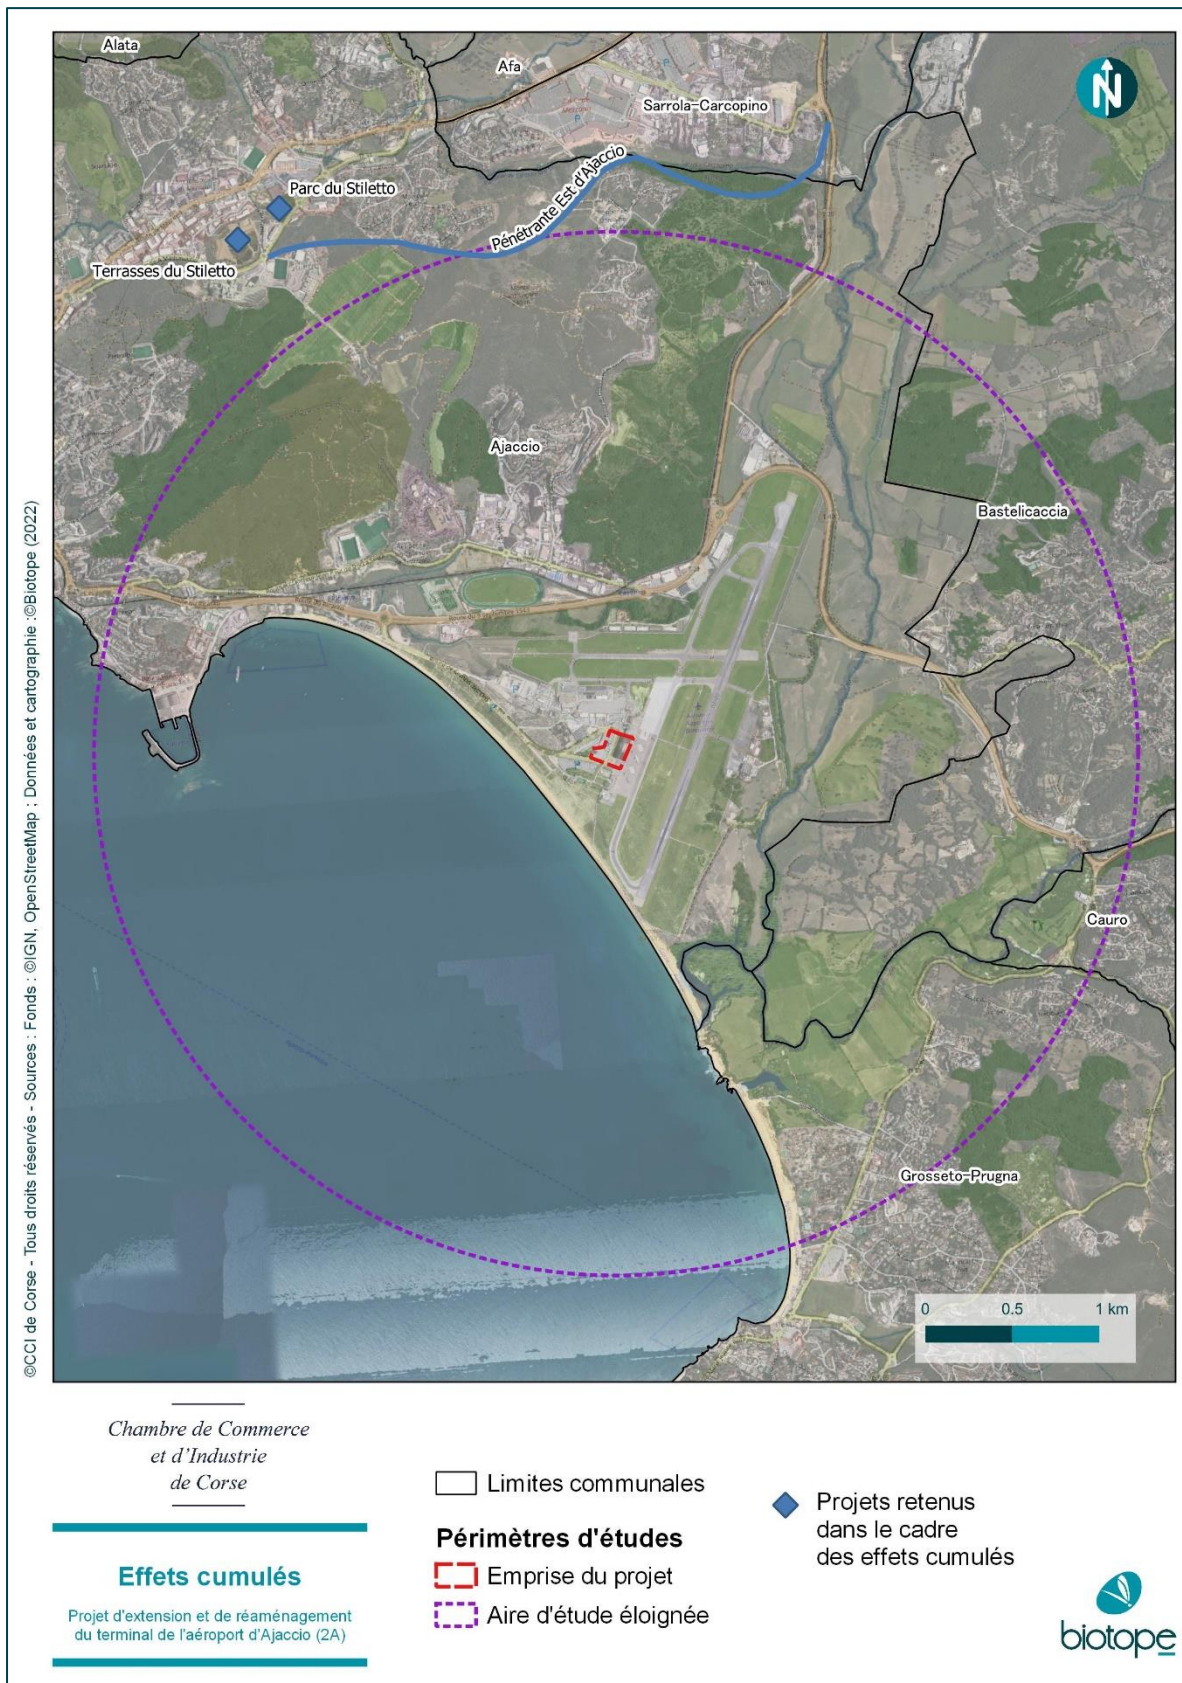 Alata
Afa
Sarrola-Carcopino
N
Parc du Stiletto
Pénétrante Est d'Ajaccio
Terrasses du Stiletto
Ajaccio
Bastelicaccia
Cauro
Grosseto-Prugna
0 0.5 1 km
©CCI de Corse - Tous droits réservés - Sources : Fonds : ©IGN, OpenStreetMap ; Données et cartographie :©Biotope (2022)
Chambre de Commerce
et d'Industrie
de Corse
Effets cumulés
Projet d'extension et de réaménagement
du terminal de l'aéroport d'Ajaccio (2A)
Limites communales
Périmètres d'études
Emprise du projet
Aire d'étude éloignée
Projets retenus
dans le cadre
des effets cumulés
biotope